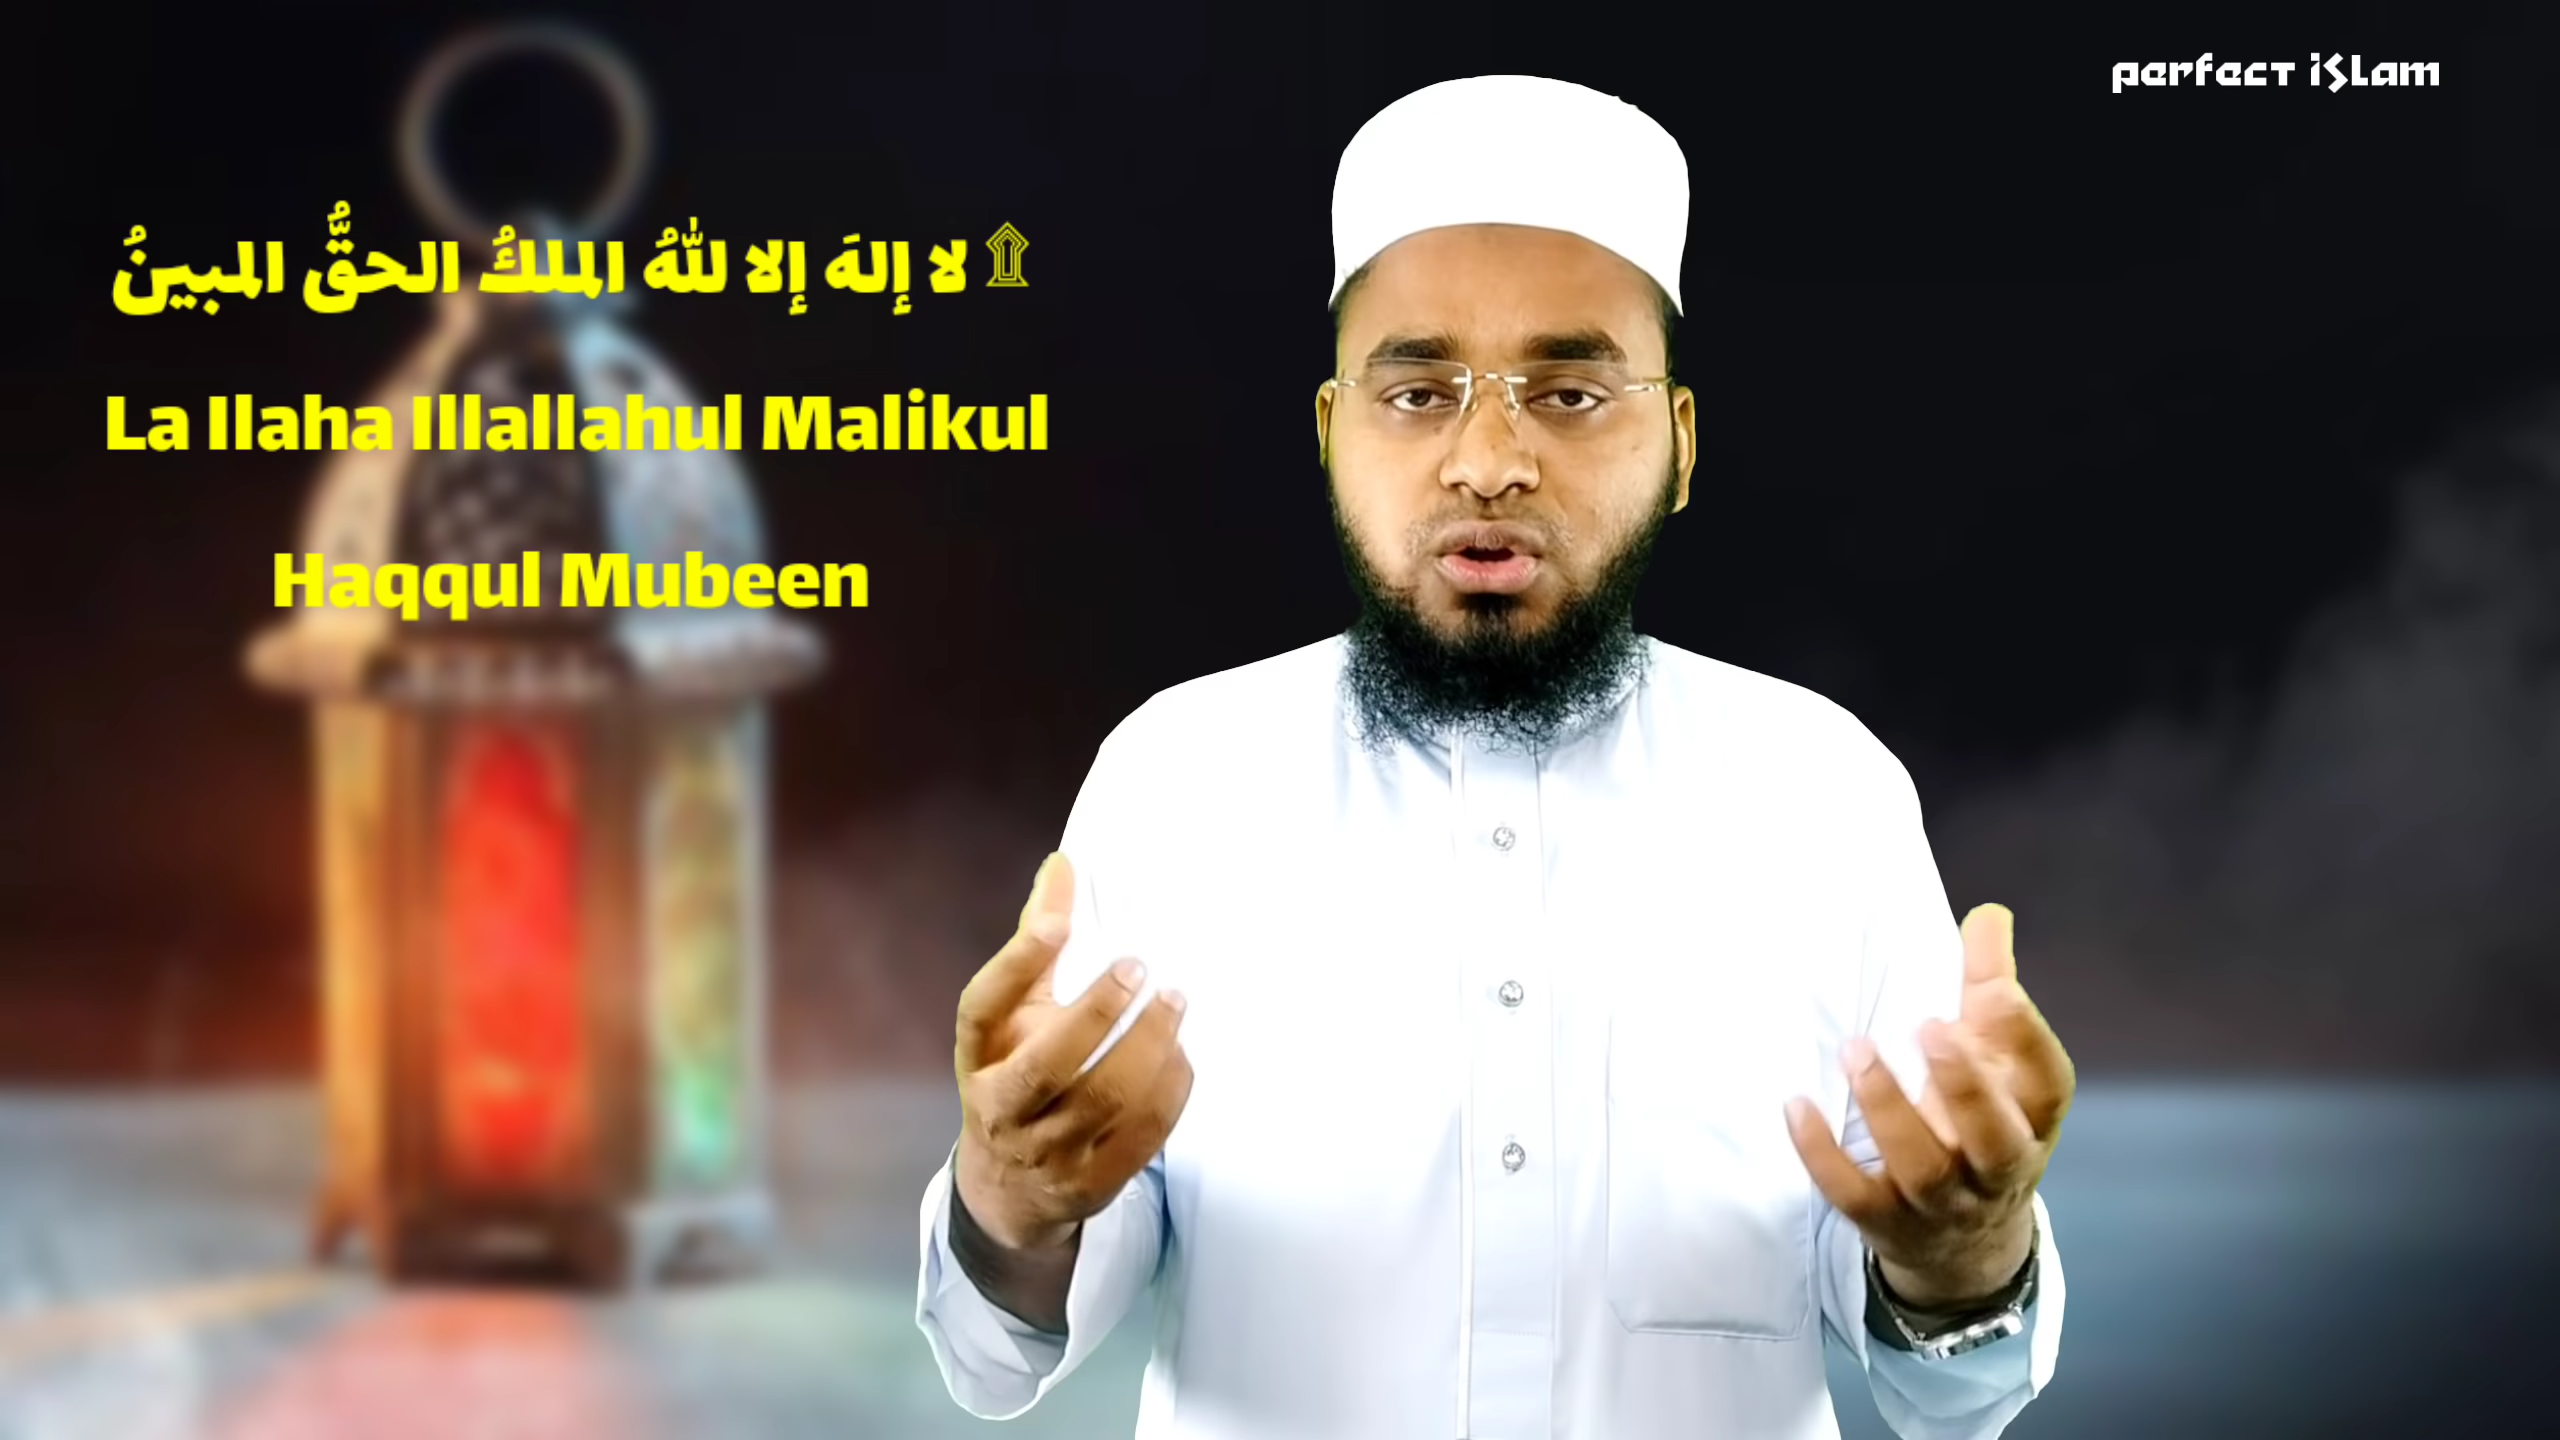 ۩ لا إلهَ إلا للهُ الملكُ الحقُّ المبينُ
La Ilaha Illallahul Malikul
Haqqul Mubeen
perfect islam